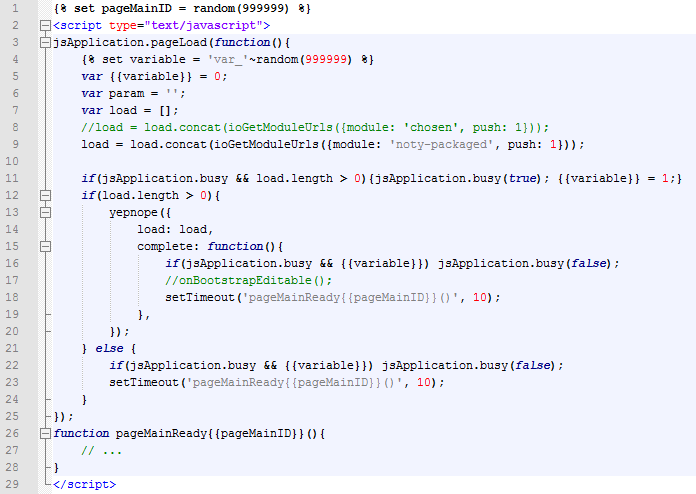 1 {% set pageMainID = random(999999) %}
2 <script type="text/javascript">
3 jsApplication.pageLoad(function(){
4     {% set variable = 'var_'~random(999999) %}
5     var {{variable}} = 0;
6     var param = '';
7     var load = [];
8     //load = load.concat(ioGetModuleUrls({module: 'chosen', push: 1}));
9     load = load.concat(ioGetModuleUrls({module: 'noty-packaged', push: 1}));
10
11     if(jsApplication.busy && load.length > 0){jsApplication.busy(true); {{variable}} = 1;}
12     if(load.length > 0){
13         yepnope({
14             load: load,
15             complete: function(){
16                 if(jsApplication.busy && {{variable}}) jsApplication.busy(false);
17                 //onBootstrapEditable();
18                 setTimeout('pageMainReady{{pageMainID}}()', 10);
19             },
20         });
21     } else {
22         if(jsApplication.busy && {{variable}}) jsApplication.busy(false);
23         setTimeout('pageMainReady{{pageMainID}}()', 10);
24     }
25 });
26 function pageMainReady{{pageMainID}}(){
27     // ...
28 }
29 </script>